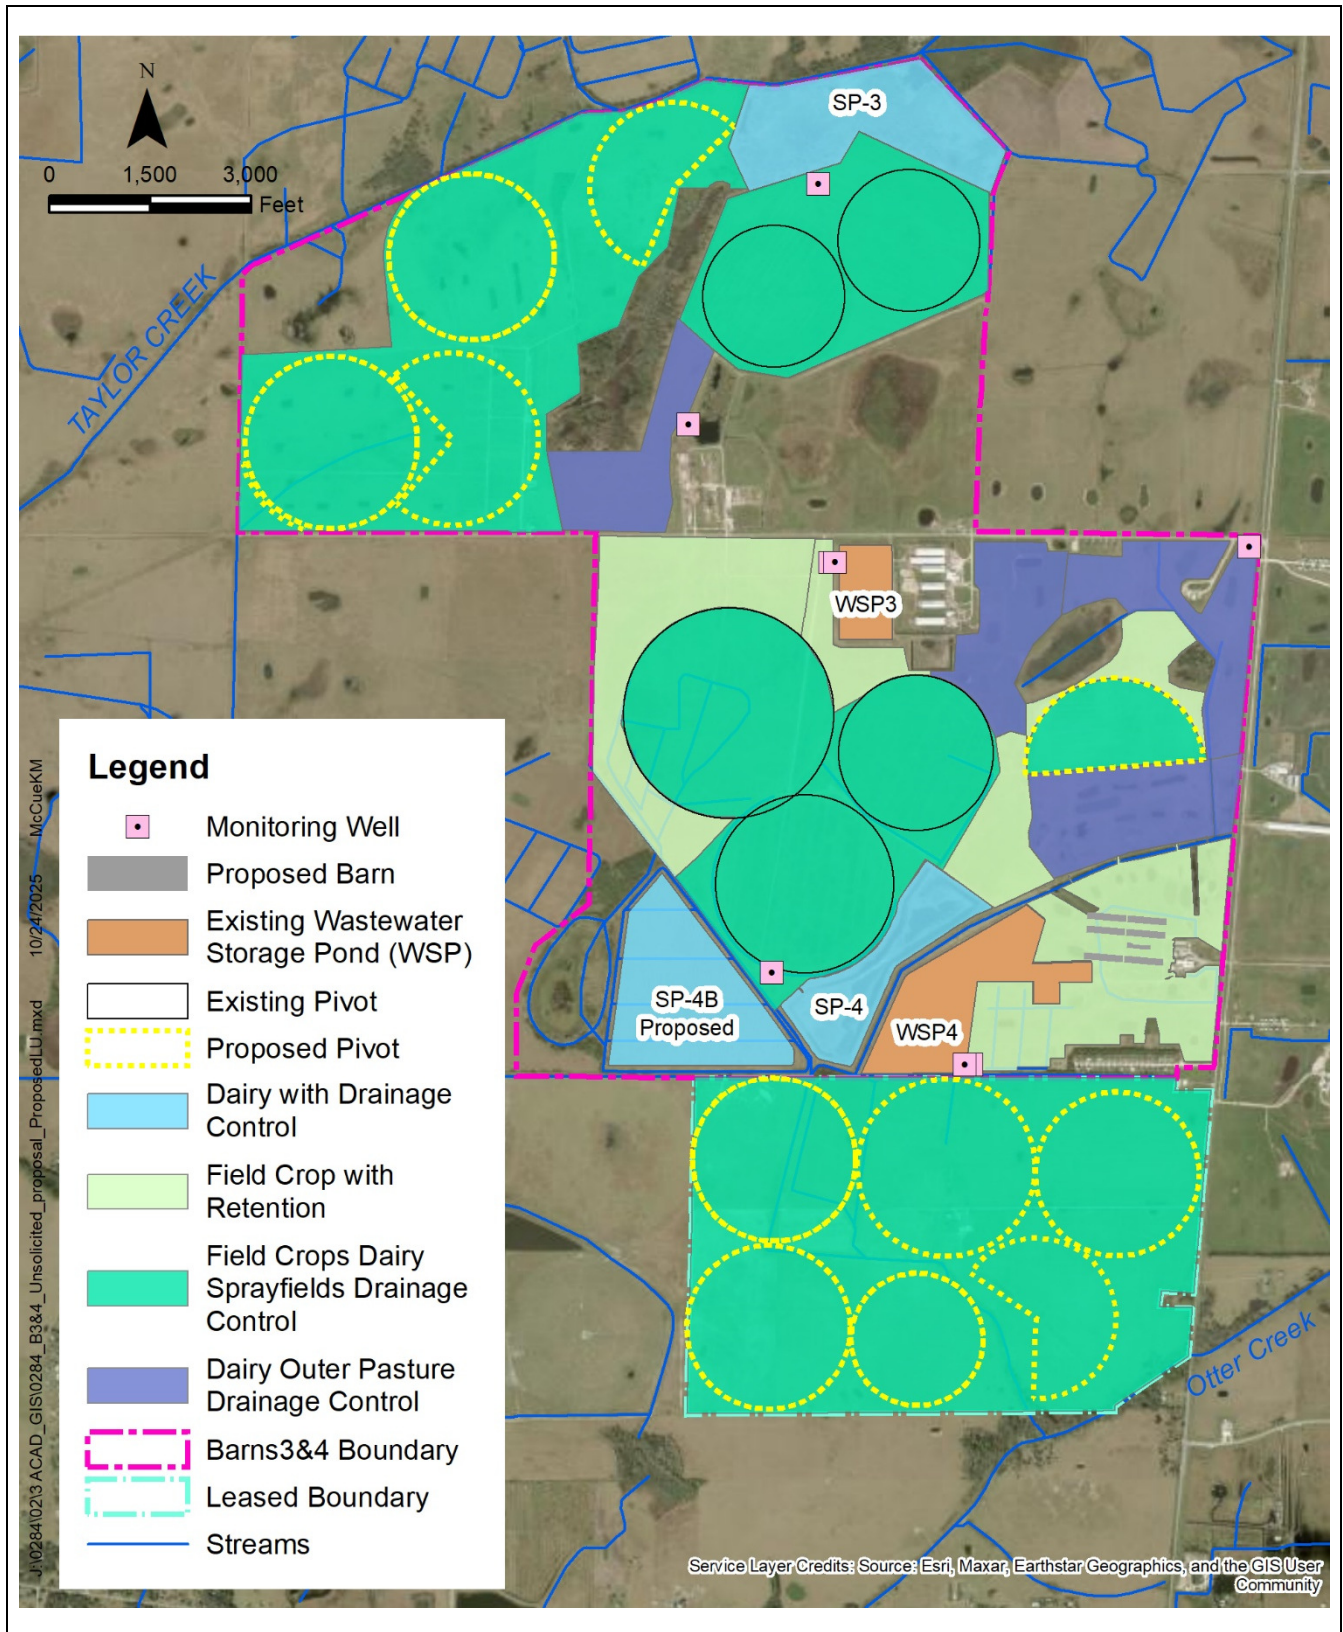 SP-3
N
0 1,500 3,000
Feet
TAYLOR CREEK
WSP3
Legend
Monitoring Well
Proposed Barn
Existing Wastewater
Storage Pond (WSP)
Existing Pivot
Proposed Pivot
Dairy with Drainage
Control
Field Crop with
Retention
Field Crops Dairy
Sprayfields Drainage
Control
Dairy Outer Pasture
Drainage Control
Barns3&4 Boundary
Leased Boundary
Streams
SP-4B
Proposed
SP-4
WSP4
Otter Creek
J:\0284\02\3 ACAD_GIS\0284_B3&4_Unsolicited_proposal_ProposedLU.mxd 10/24/2025 McCueKM
Service Layer Credits: Source: Esri, Maxar, Earthstar Geographics, and the GIS User
Community